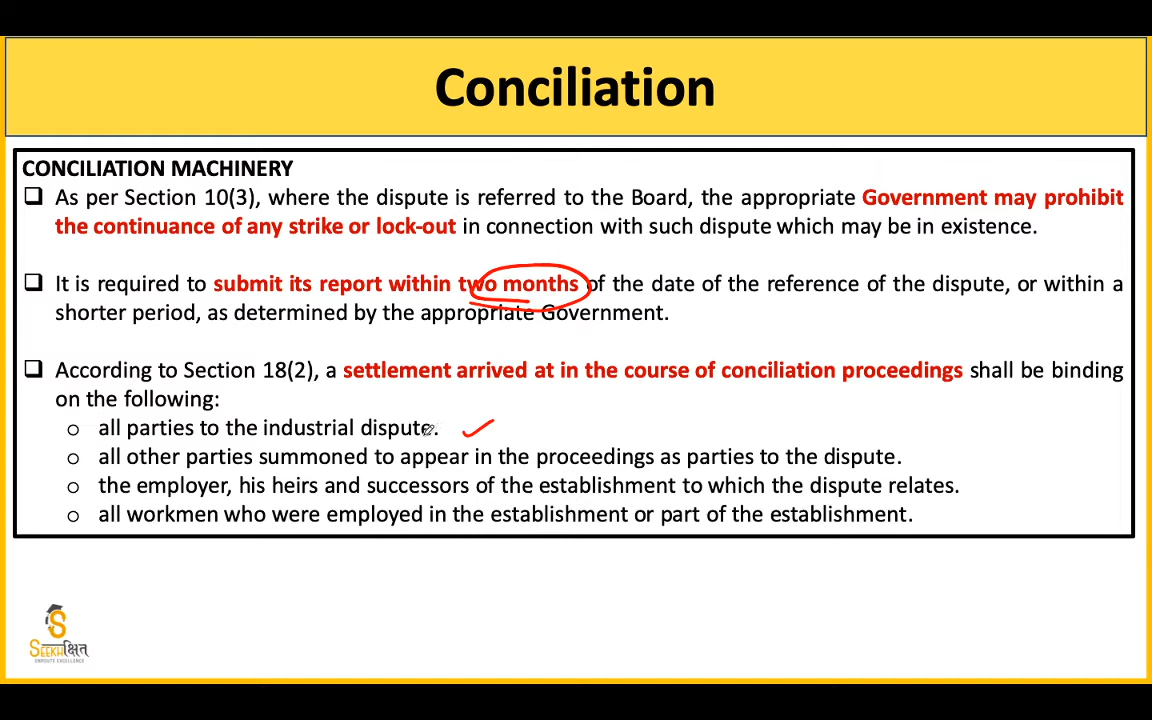 Conciliation
CONCILIATION MACHINERY
❑ As per Section 10(3), where the dispute is referred to the Board, the appropriate Government may prohibit
the continuance of any strike or lock-out in connection with such dispute which may be in existence.
❑ It is required to submit its report within two months of the date of the reference of the dispute, or within a
shorter period, as determined by the appropriate Government.
❑ According to Section 18(2), a settlement arrived at in the course of conciliation proceedings shall be binding
on the following:
o all parties to the industrial dispute.
o all other parties summoned to appear in the proceedings as parties to the dispute.
o the employer, his heirs and successors of the establishment to which the dispute relates.
o all workmen who were employed in the establishment or part of the establishment.
S
SEEKHक्षित
ENROUTE EXCELLENCE